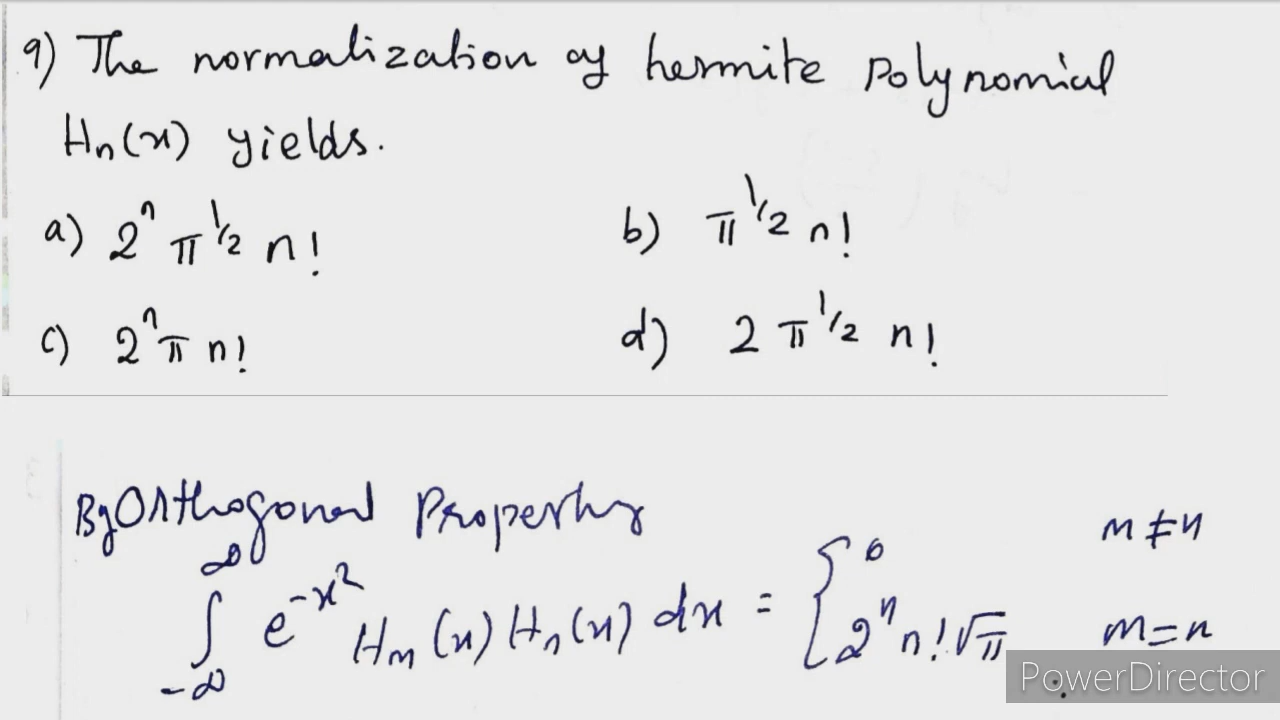 9) The normalization of hermite polynomial
Hn(x) yields.
a) 2ⁿ π^1/2 n!
b) π^1/2 n!
c) 2ⁿ π n!
d) 2 π^1/2 n!
By Orthogonal Property
∫_{-∞}^{∞} e^{-x²} Hm(x) Hn(x) dx = { 0 m≠n
2ⁿ n! √π m=n
PowerDirector